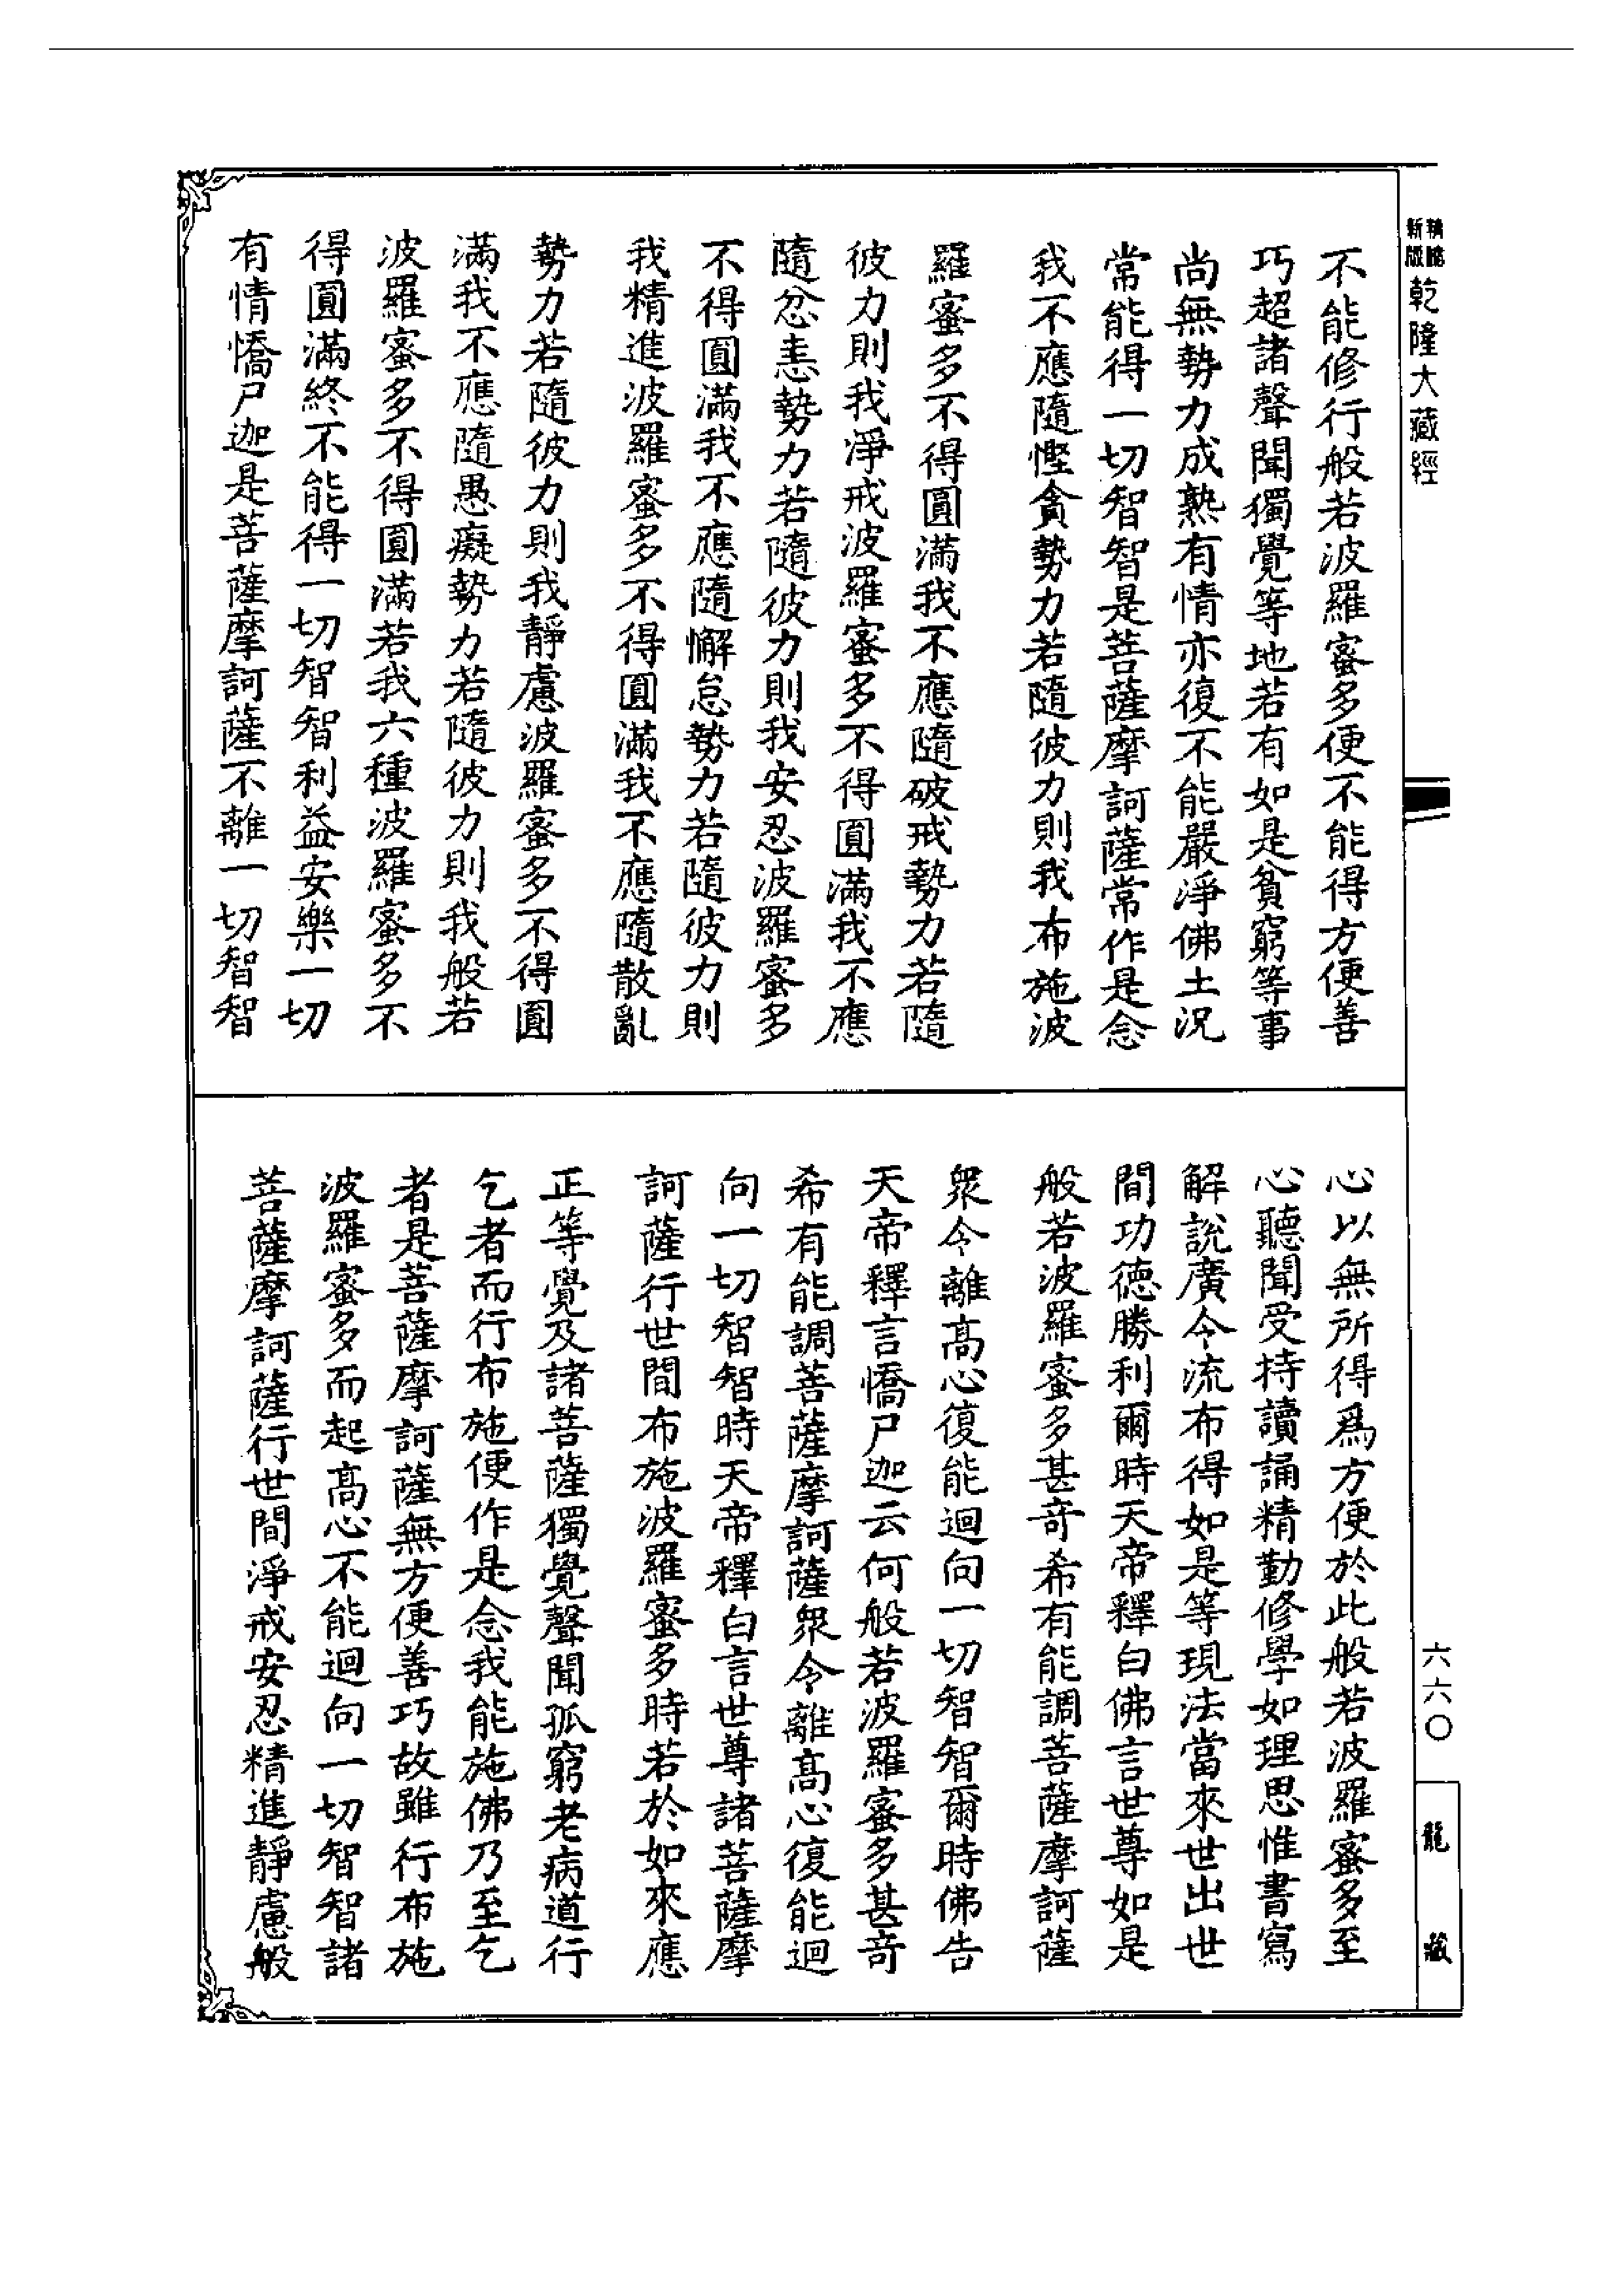 新版
精縮
乾隆大藏經
不能修行般若波羅蜜多便不能得方便善
巧超諸聲聞獨覺等地若有如是貧窮等事
尚無勢力成熟有情亦復不能嚴淨佛土況
常能得一切智智是菩薩摩訶薩常作是念
我不應隨慳貪勢力若隨彼力則我布施波
羅蜜多不得圓滿我不應隨破戒勢力若隨
彼力則我淨戒波羅蜜多不得圓滿我不應
隨忿恚勢力若隨彼力則我安忍波羅蜜多
不得圓滿我不應隨懈怠勢力若隨彼力則
我精進波羅蜜多不得圓滿我不應隨散亂
勢力若隨彼力則我靜慮波羅蜜多不得圓
滿我不應隨愚癡勢力若隨彼力則我般若
波羅蜜多不得圓滿若我六種波羅蜜多不
得圓滿終不能得一切智智利益安樂一切
有情憍尸迦是菩薩摩訶薩不離一切智智
心以無所得爲方便於此般若波羅蜜多至
心聽聞受持讀誦精勤修學如理思惟書寫
解說廣令流布得如是等現法當來世出世
間功德勝利爾時天帝釋白佛言世尊如是
般若波羅蜜多甚奇希有能調菩薩摩訶薩
眾令離高心復能迴向一切智智爾時佛告
天帝釋言憍尸迦云何般若波羅蜜多甚奇
希有能調菩薩摩訶薩眾令離高心復能迴
向一切智智時天帝釋白言世尊諸菩薩摩
訶薩行世間布施波羅蜜多時若於如來應
正等覺及諸菩薩獨覺聲聞孤窮老病道行
乞者而行布施便作是念我能施佛乃至乞
者是菩薩摩訶薩無方便善巧故雖行布施
波羅蜜多而起高心不能迴向一切智智諸
菩薩摩訶薩行世間淨戒安忍精進靜慮般
六六〇
龍藏